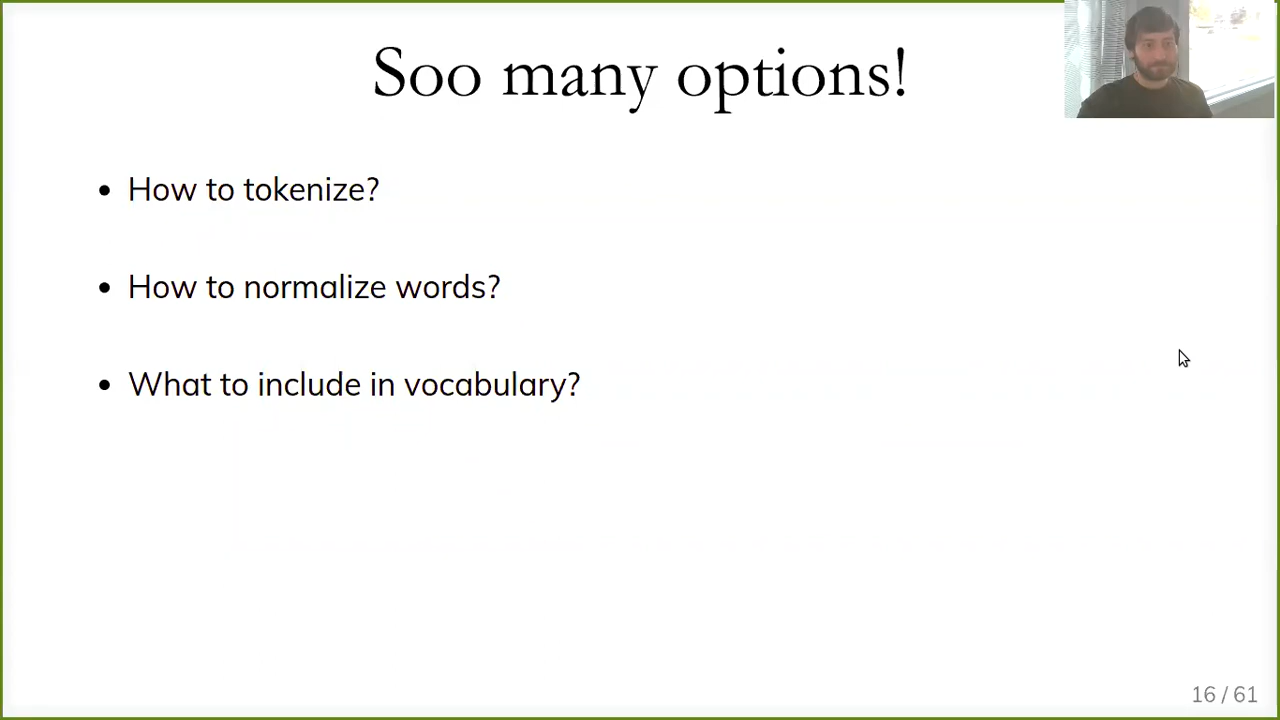 Soo many options!
How to tokenize?
How to normalize words?
What to include in vocabulary?
16 / 61